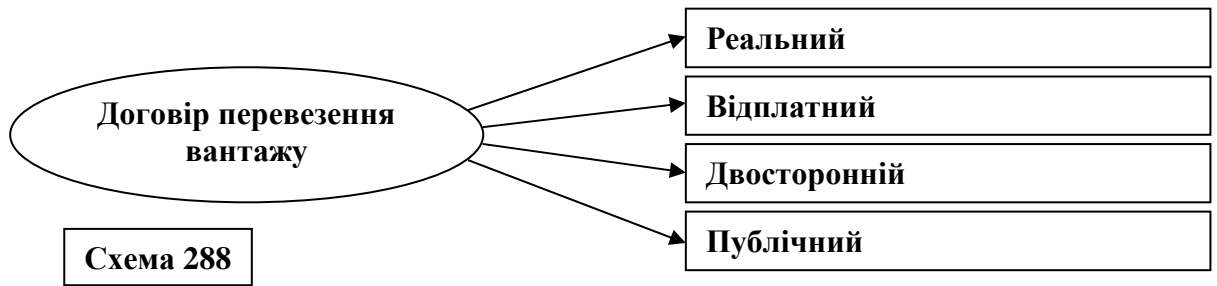 Договір перевезення
вантажу
Реальний
Відплатний
Двосторонній
Публічний
Схема 288